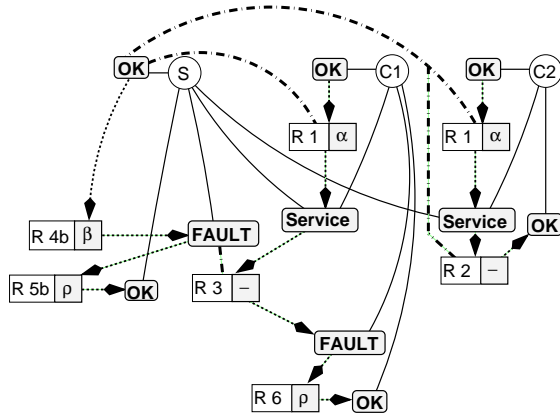 OK S OK C1 OK C2
R 1 α R 1 α
R 4b β FAULT Service Service OK
R 5b ρ OK R 3 − R 2 −
FAULT
R 6 ρ OK